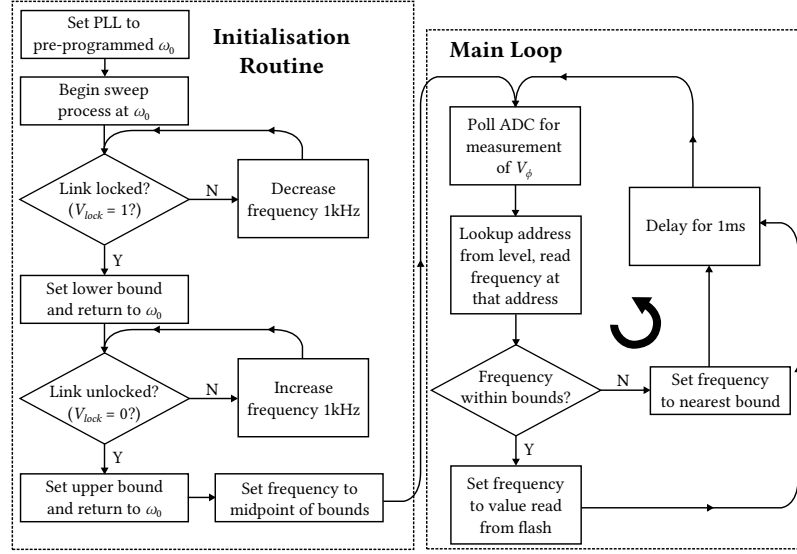 Initialisation
Routine
Set PLL to
pre-programmed ω₀
Begin sweep
process at ω₀
Link locked?
(V_lock = 1?)
N
Decrease
frequency 1kHz
Y
Set lower bound
and return to ω₀
Link unlocked?
(V_lock = 0?)
N
Increase
frequency 1kHz
Y
Set upper bound
and return to ω₀
Set frequency to
midpoint of bounds
Main Loop
Poll ADC for
measurement
of V_ϕ
Lookup address
from level, read
frequency at
that address
Frequency
within bounds?
N
Set frequency
to nearest bound
Delay for 1ms
Y
Set frequency
to value read
from flash